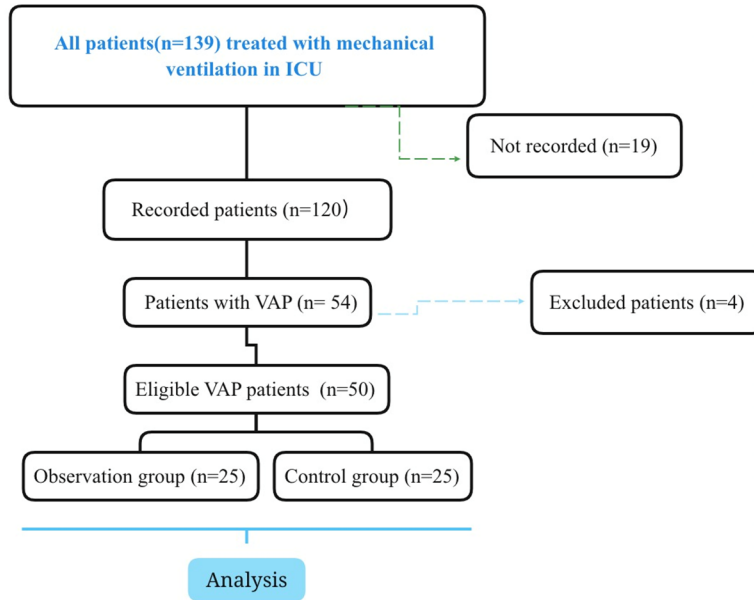 All patients(n=139) treated with mechanical
ventilation in ICU
Not recorded (n=19)
Recorded patients (n=120）
Patients with VAP (n= 54)
Excluded patients (n=4)
Eligible VAP patients (n=50)
Observation group (n=25)
Control group (n=25)
Analysis